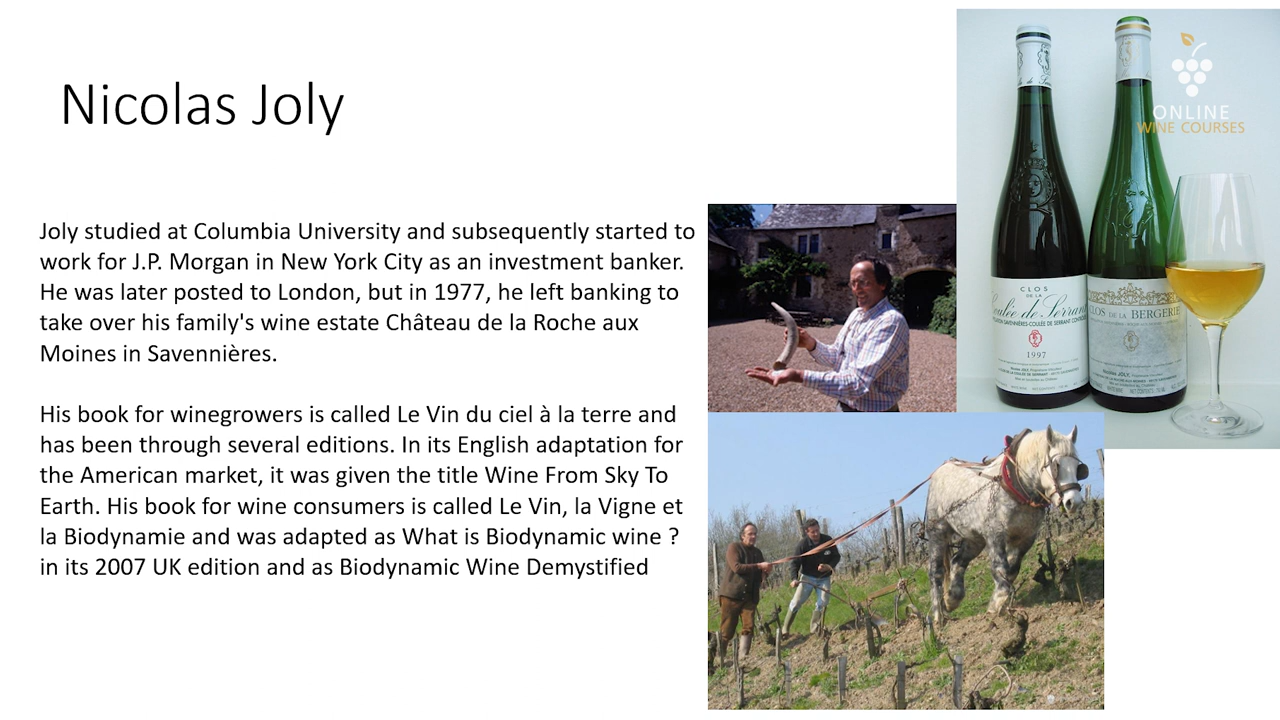 Nicolas Joly
Joly studied at Columbia University and subsequently started to
work for J.P. Morgan in New York City as an investment banker.
He was later posted to London, but in 1977, he left banking to
take over his family's wine estate Château de la Roche aux
Moines in Savennières.
His book for winegrowers is called Le Vin du ciel à la terre and
has been through several editions. In its English adaptation for
the American market, it was given the title Wine From Sky To
Earth. His book for wine consumers is called Le Vin, la Vigne et
la Biodynamie and was adapted as What is Biodynamic wine ?
in its 2007 UK edition and as Biodynamic Wine Demystified
ONLINE
WINE COURSES
CLOS
DE LA
Coulée de Serrant
1997
CLOS DE LA BERGERIE